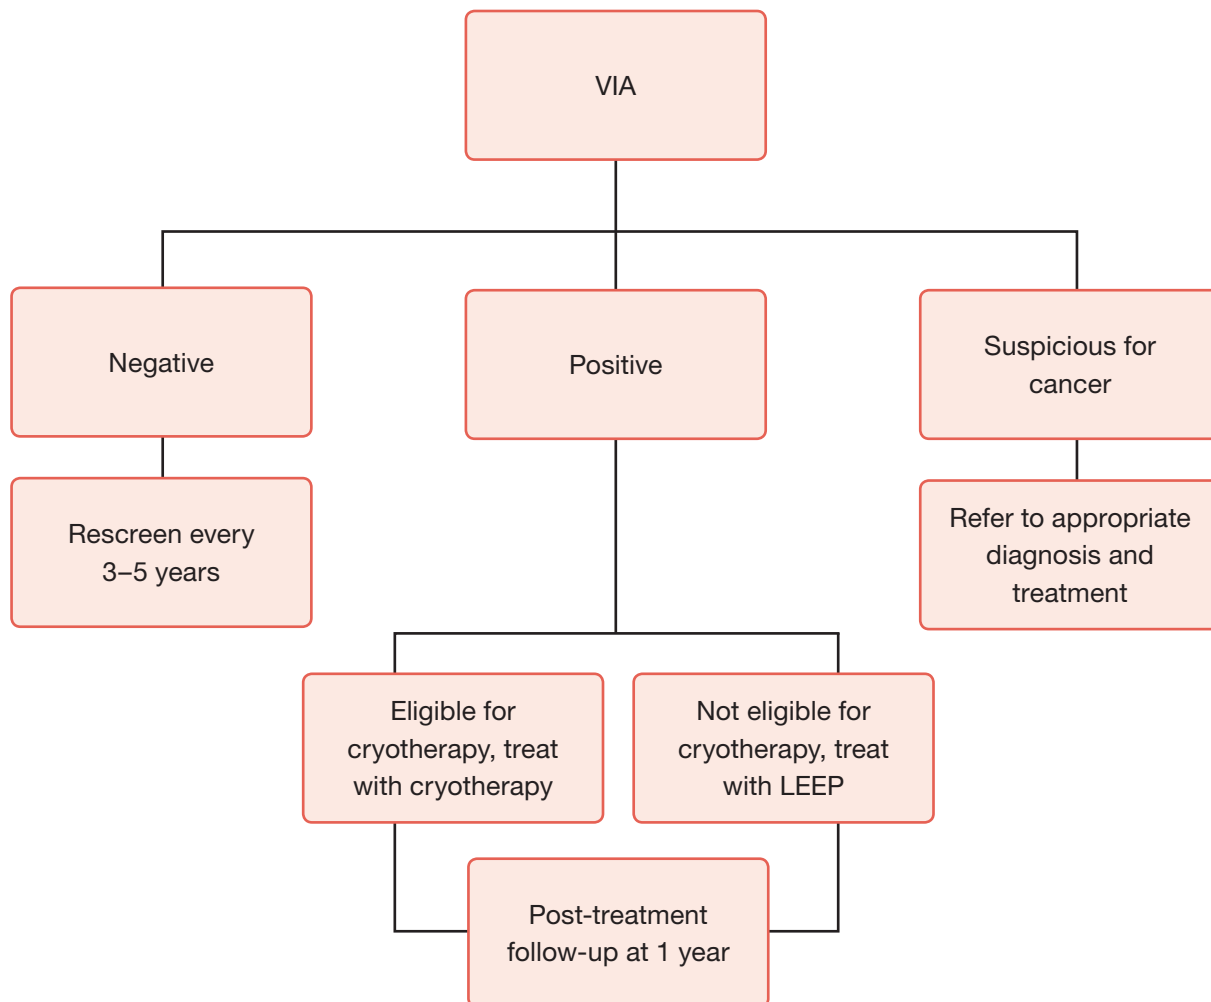 VIA
Negative
Positive
Suspicious for
cancer
Rescreen every
3–5 years
Refer to appropriate
diagnosis and
treatment
Eligible for
cryotherapy, treat
with cryotherapy
Not eligible for
cryotherapy, treat
with LEEP
Post-treatment
follow-up at 1 year